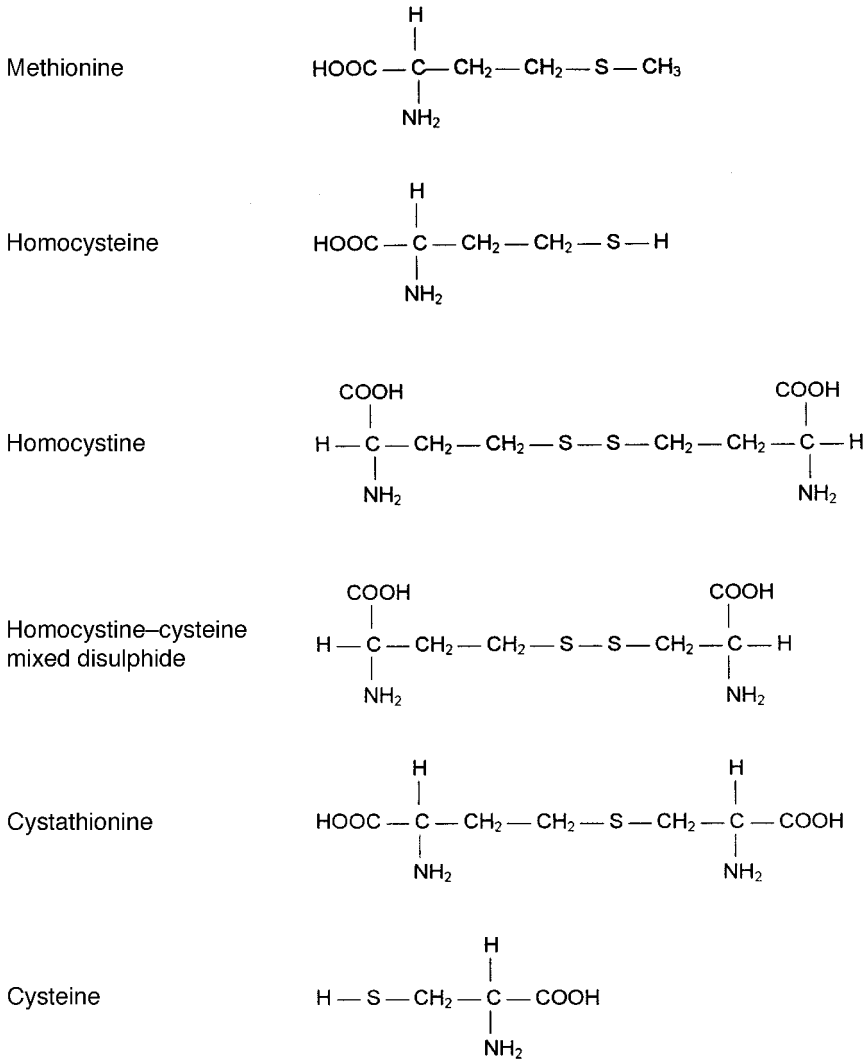 H
Methionine HOOC—C—CH₂—CH₂—S—CH₃
NH₂
H
Homocysteine HOOC—C—CH₂—CH₂—S—H
NH₂
COOH COOH
Homocystine H—C—CH₂—CH₂—S—S—CH₂—CH₂—C—H
NH₂ NH₂
COOH COOH
Homocystine–cysteine
mixed disulphide H—C—CH₂—CH₂—S—S—CH₂—C—H
NH₂ NH₂
H H
Cystathionine HOOC—C—CH₂—CH₂—S—CH₂—C—COOH
NH₂ NH₂
H
Cysteine H—S—CH₂—C—COOH
NH₂